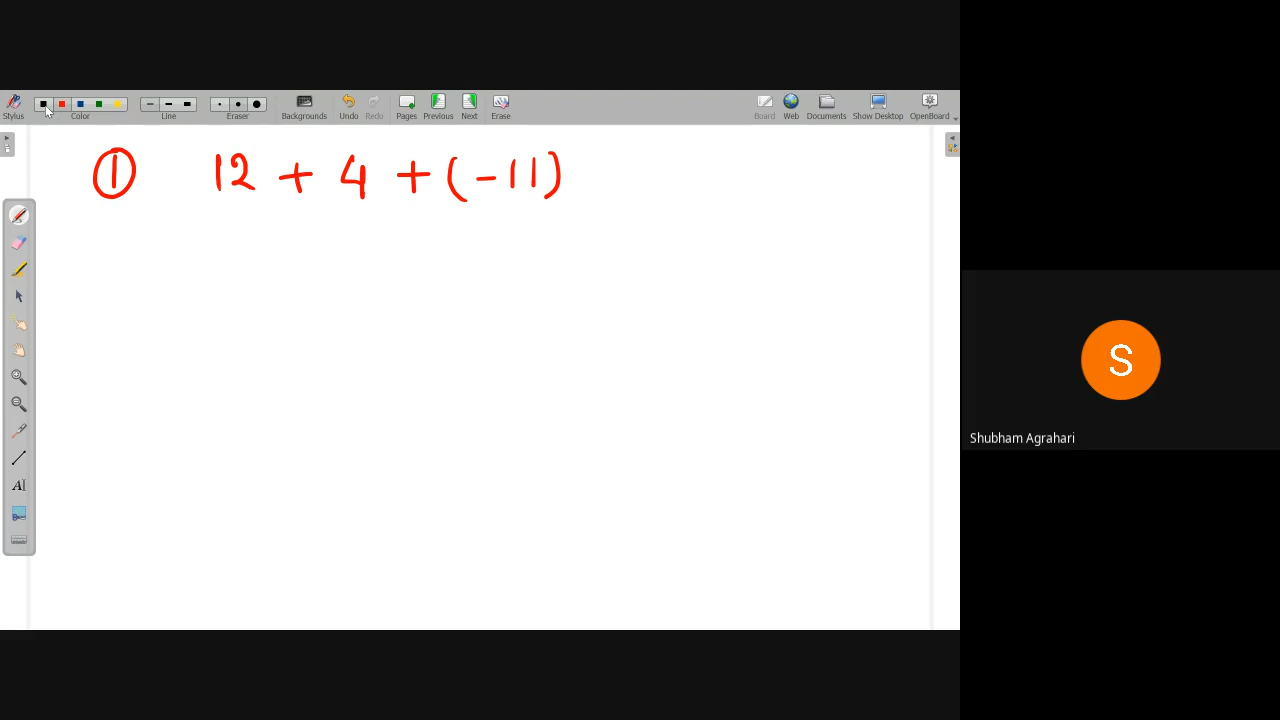 Stylus Color Line Eraser Backgrounds Undo Redo Pages Previous Next Erase Board Web Documents Show Desktop OpenBoard
① 12 + 4 + (-11)
S
Shubham Agrahari